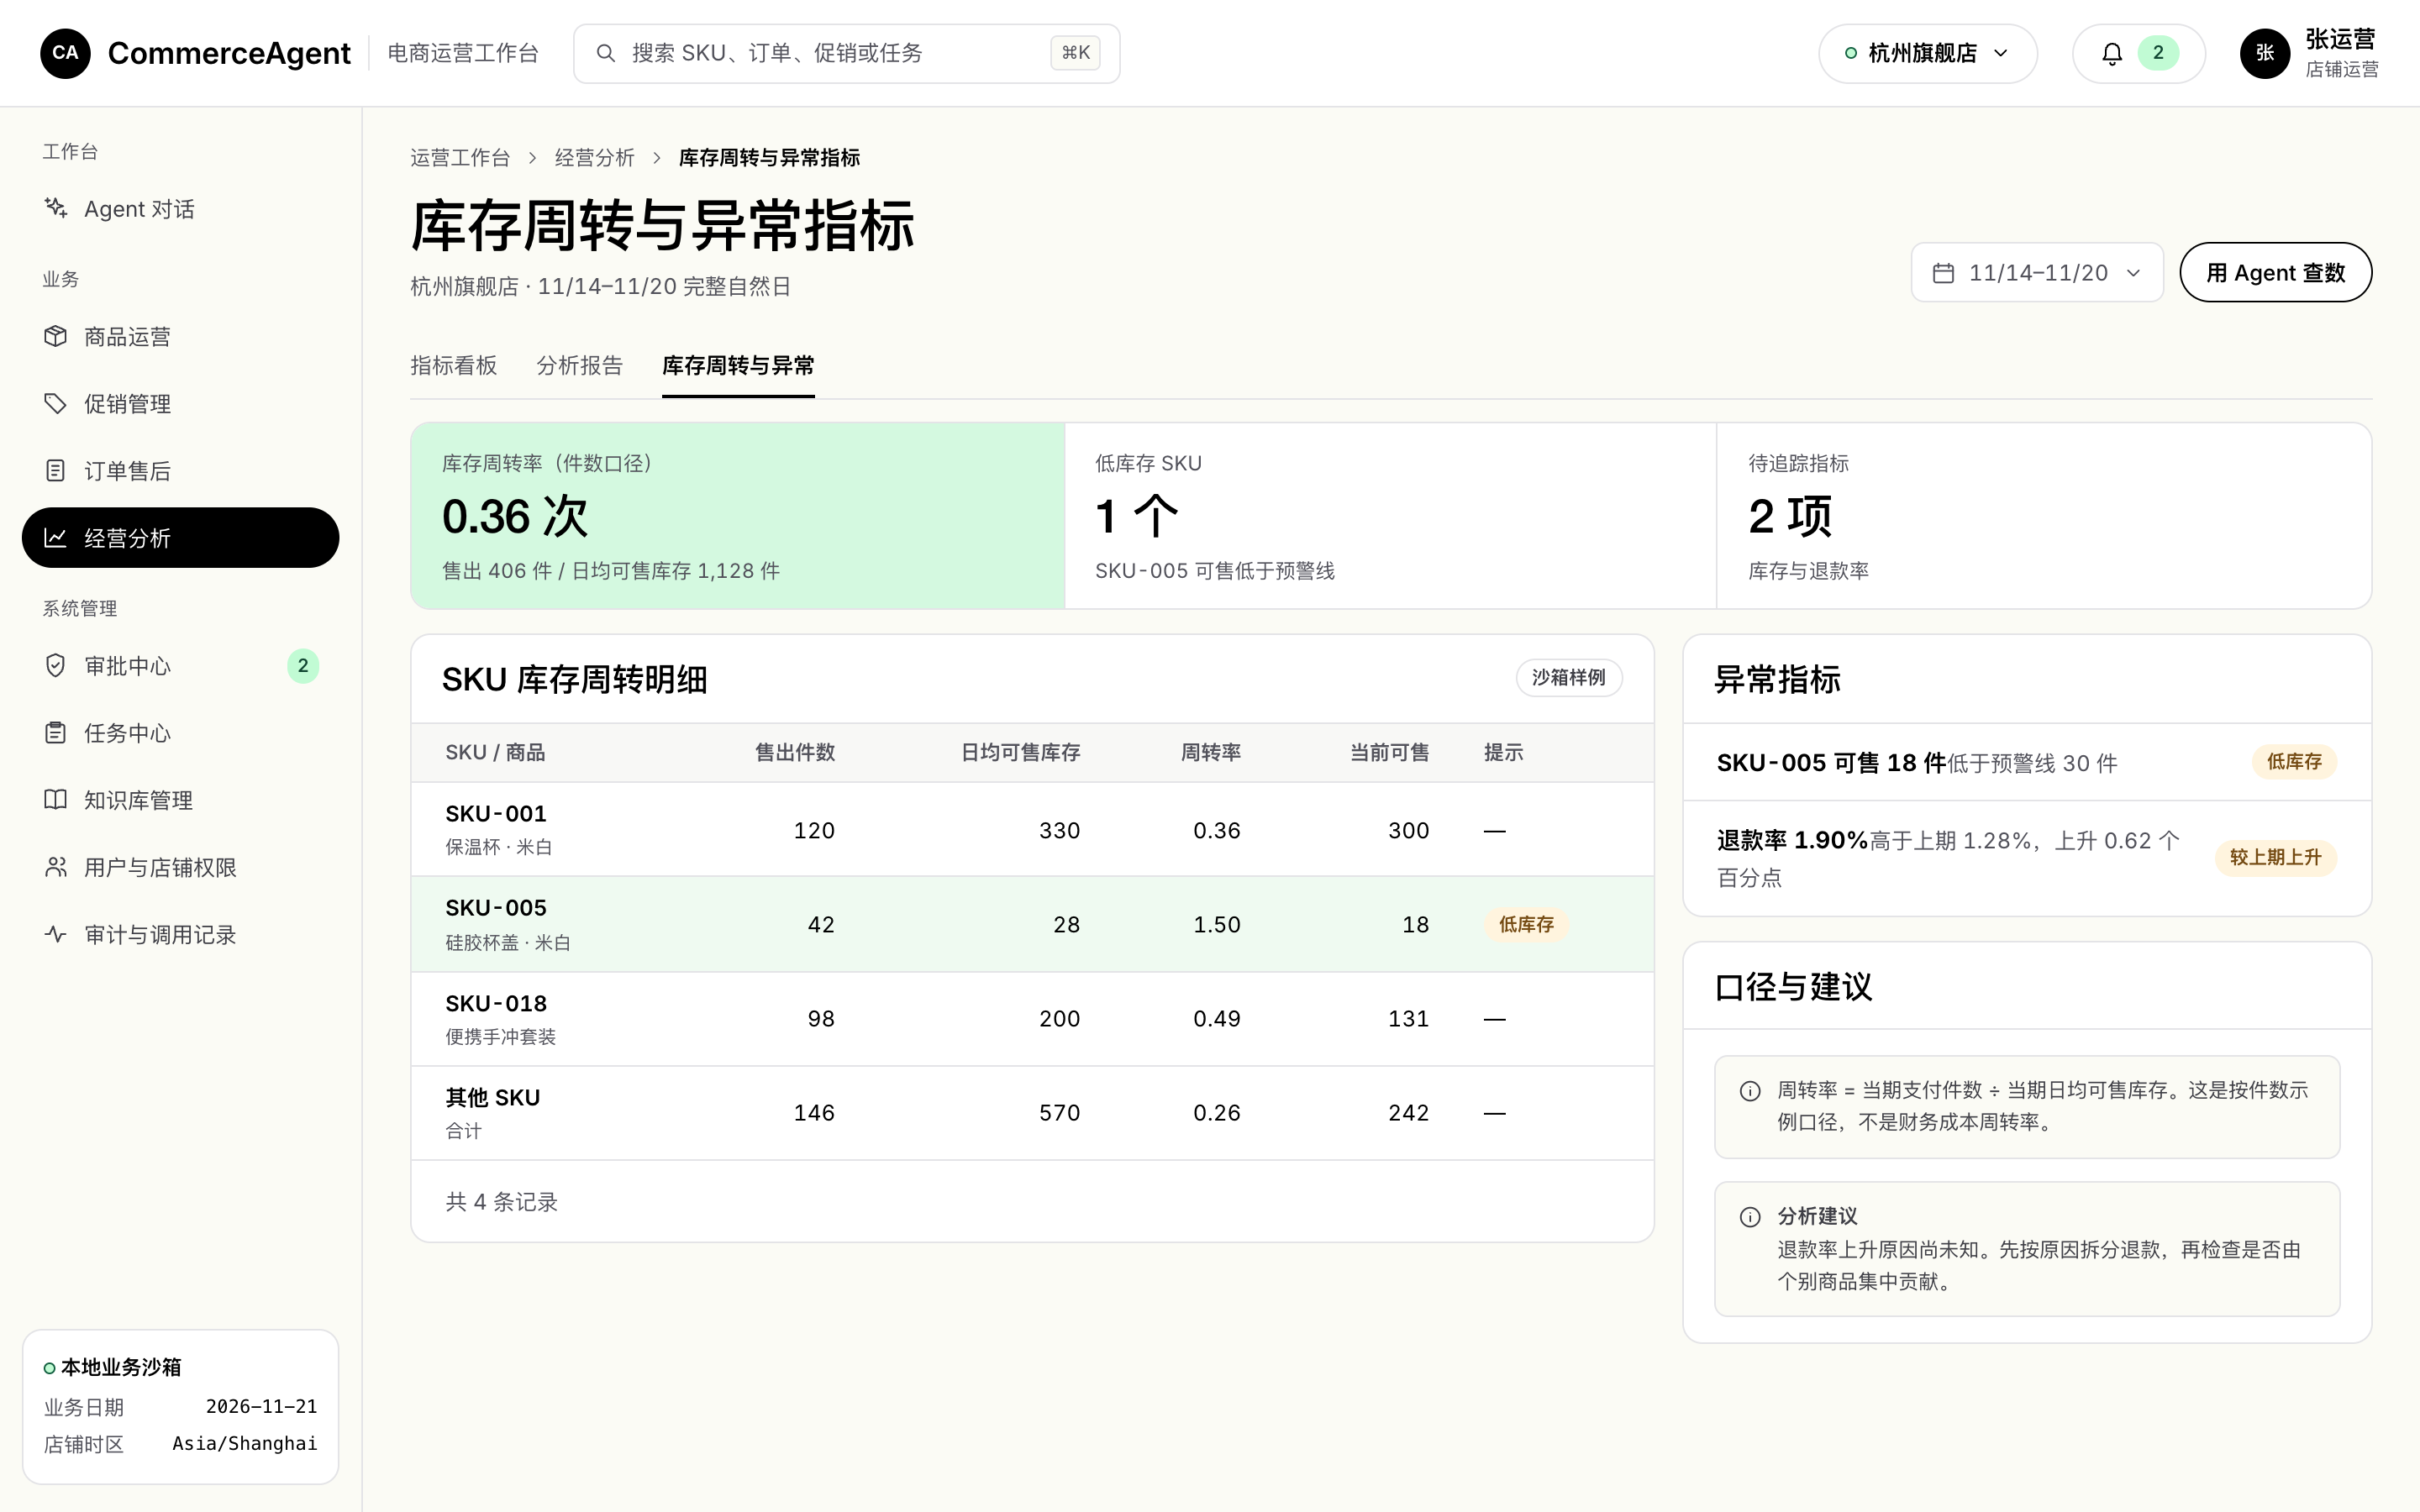 CA CommerceAgent 电商运营工作台 搜索 SKU、订单、促销或任务 ⌘K 杭州旗舰店 2 张 张运营
店铺运营
工作台
Agent 对话
业务
商品运营
促销管理
订单售后
经营分析
系统管理
审批中心 2
任务中心
知识库管理
用户与店铺权限
审计与调用记录
本地业务沙箱
业务日期 2026-11-21
店铺时区 Asia/Shanghai
运营工作台 > 经营分析 > 库存周转与异常指标
库存周转与异常指标
杭州旗舰店 · 11/14–11/20 完整自然日
11/14–11/20 用 Agent 查数
指标看板 分析报告 库存周转与异常
库存周转率（件数口径）
0.36 次
售出 406 件 / 日均可售库存 1,128 件
低库存 SKU
1 个
SKU-005 可售低于预警线
待追踪指标
2 项
库存与退款率
SKU 库存周转明细 沙箱样例
SKU / 商品 售出件数 日均可售库存 周转率 当前可售 提示
SKU-001
保温杯 · 米白
120 330 0.36 300 —
SKU-005
硅胶杯盖 · 米白
42 28 1.50 18 低库存
SKU-018
便携手冲套装
98 200 0.49 131 —
其他 SKU
合计
146 570 0.26 242 —
共 4 条记录
异常指标
SKU-005 可售 18 件低于预警线 30 件 低库存
退款率 1.90%高于上期 1.28%，上升 0.62 个
百分点
较上期上升
口径与建议
周转率 = 当期支付件数 ÷ 当期日均可售库存。这是按件数示
例口径，不是财务成本周转率。
分析建议
退款率上升原因尚未知。先按原因拆分退款，再检查是否由
个别商品集中贡献。